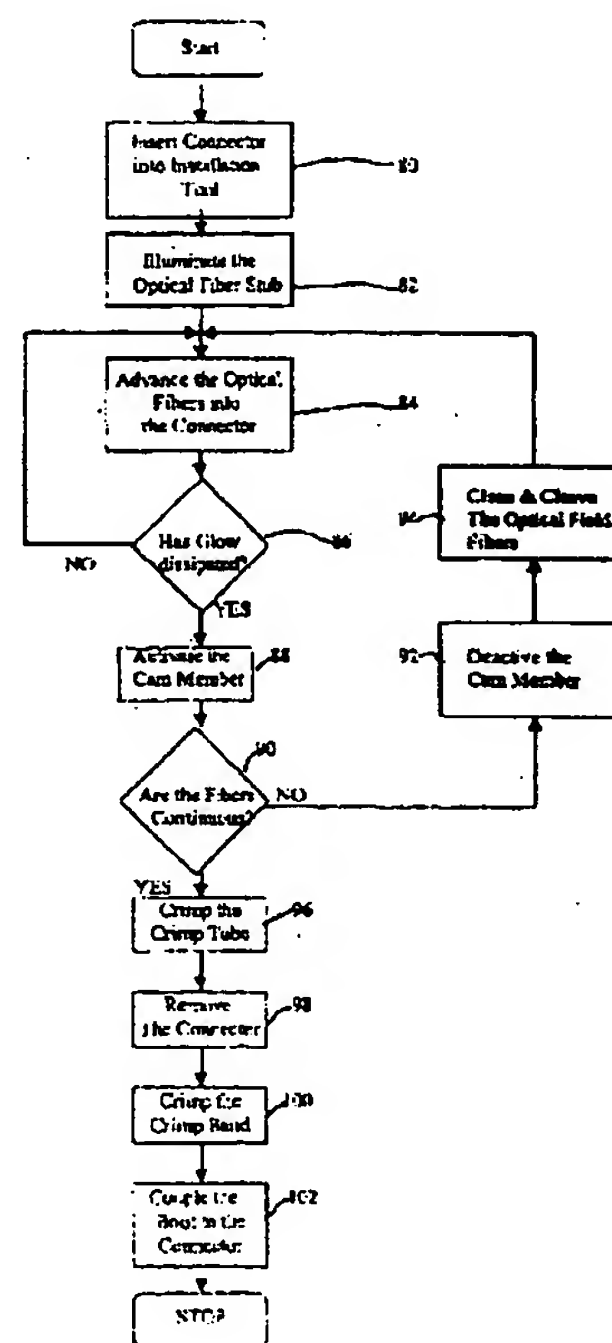 Start
Insert Connector
into Installation
Tool
80
Illuminate the
Optical Fiber Stub
82
Advance the Optical
Fibers into
the Connector
84
Has Glow
dissipated?
86
NO
YES
Activate the
Cam Member
88
Are the Fibers
Continuous?
90
NO
YES
Deactive the
Cam Member
92
Clean & Cleave
The Optical Field
Fibers
94
Crimp the
Crimp Tube
96
Remove
The Connector
98
Crimp the
Crimp Band
100
Couple the
Boot to the
Connector
102
STOP